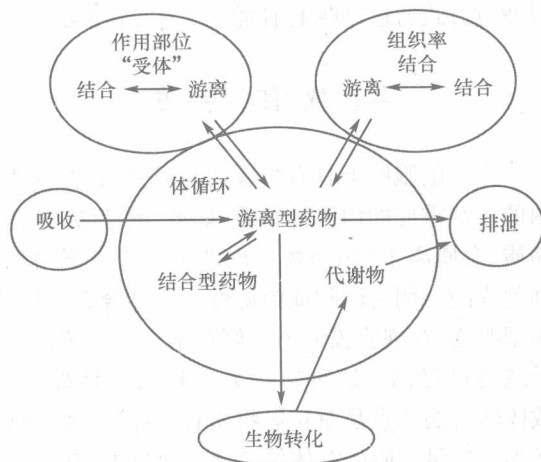 作用部位
“受体”
结合 游离
组织率
结合
游离 结合
体循环
吸收 游离型药物 排泄
结合型药物 代谢物
生物转化